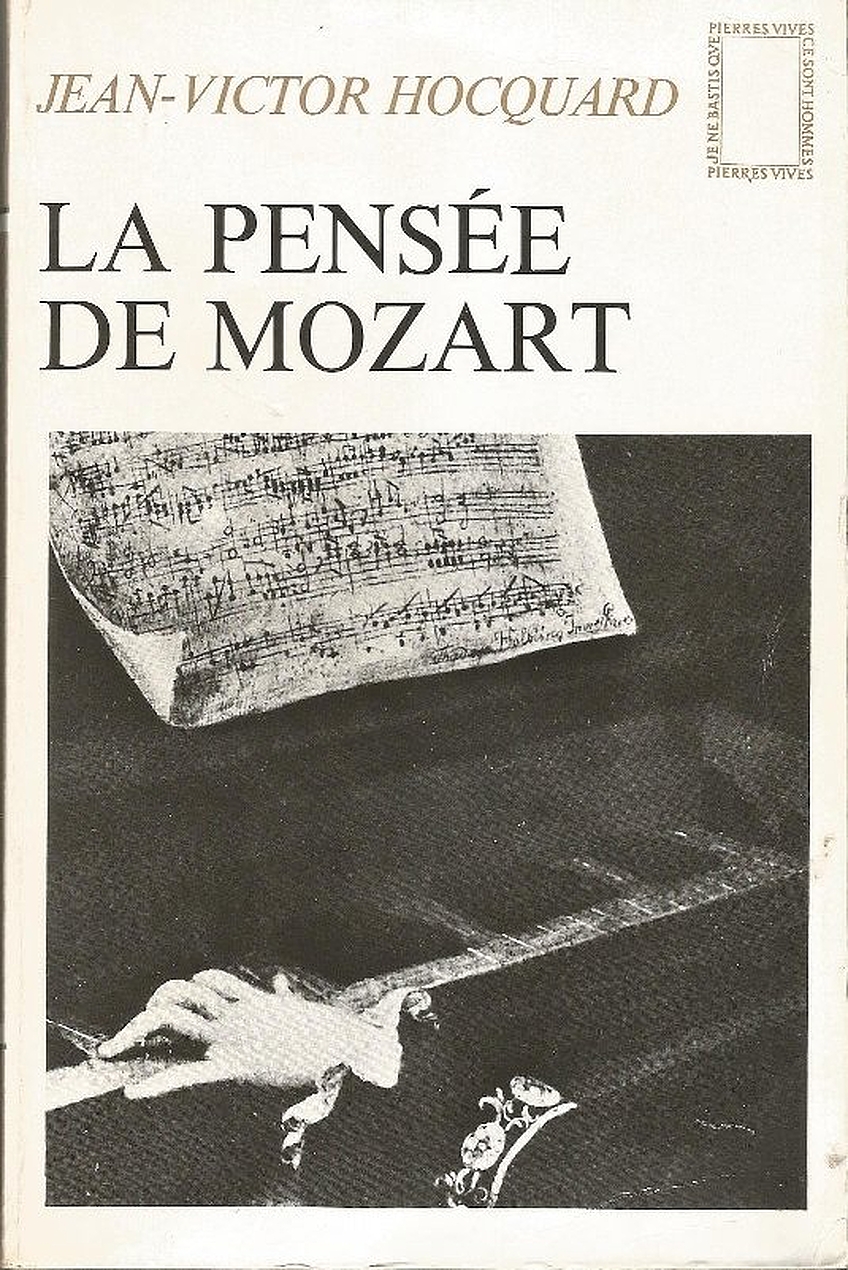 JEAN-VICTOR HOCQUARD
PIERRES VIVES
JE NE BASTIS QVE
CE SONT HOMMES
PIERRES VIVES
LA PENSÉE
DE MOZART